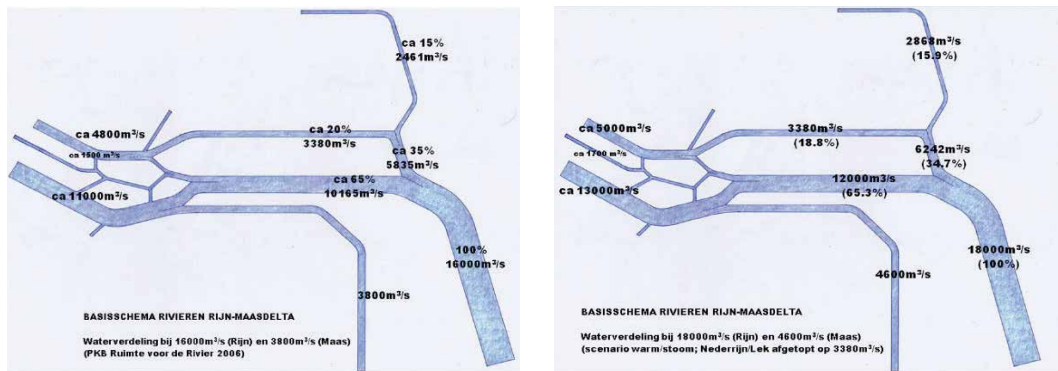 ca 15%
2461m³/s
ca 4800m³/s
ca 20%
3380m³/s
ca 1500 m³/s
ca 35%
5835m³/s
ca 65%
10165m³/s
ca 11000m³/s
100%
16000m³/s
3800m³/s
BASISSCHEMA RIVIEREN RIJN-MAASDELTA
Waterverdeling bij 16000m³/s (Rijn) en 3800m³/s (Maas)
(PKB Ruimte voor de Rivier 2006)
2868m³/s
(15.9%)
ca 5000m³/s
3380m³/s
(18.8%)
ca 1700 m³/s
6242m³/s
(34.7%)
12000m3/s
(65.3%)
ca 13000m³/s
18000m³/s
(100%)
4600m³/s
BASISSCHEMA RIVIEREN RIJN-MAASDELTA
Waterverdeling bij 18000m³/s (Rijn) en 4600m³/s (Maas)
(scenario warm/stoom; Nederrijn/Lek afgetopt op 3380m³/s)